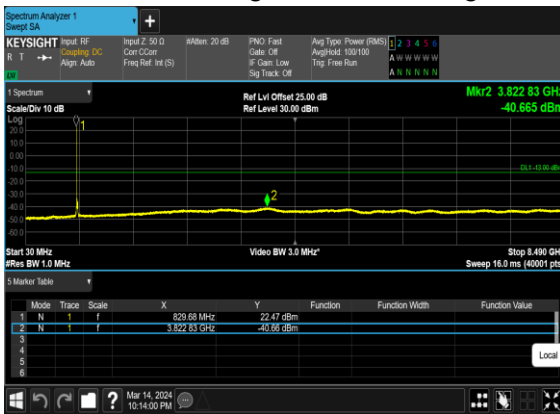 Spectrum Analyzer 1
Swept SA
KEYSIGHT Input: RF Input Z: 50 Ω #Atten: 20 dB PNO: Fast Avg Type: Power (RMS) 1 2 3 4 5 6
R T Coupling: DC Corr CCorr Gate: Off Avg|Hold: 100/100 A W W W W W
Align: Auto Freq Ref: Int (S) IF Gain: Low Trig: Free Run
Sig Track: Off A N N N N N
1 Spectrum Ref Lvl Offset 25.00 dB Mkr2 3.822 83 GHz
Scale/Div 10 dB Ref Level 30.00 dBm -40.665 dBm
Log
20.0
10.0
0.00
-10.0
-20.0
-30.0
-40.0
-50.0
-60.0
1
2
DL1 -13.00 dBm
Start 30 MHz Video BW 3.0 MHz* Stop 8.490 GHz
#Res BW 1.0 MHz Sweep 16.0 ms (40001 pts)
5 Marker Table
Mode Trace Scale X Y Function Function Width Function Value
1 N 1 f 829.68 MHz 22.47 dBm
2 N 1 f 3.822 83 GHz -40.66 dBm
3
4
5
6
Local
? Mar 14, 2024
10:14:00 PM